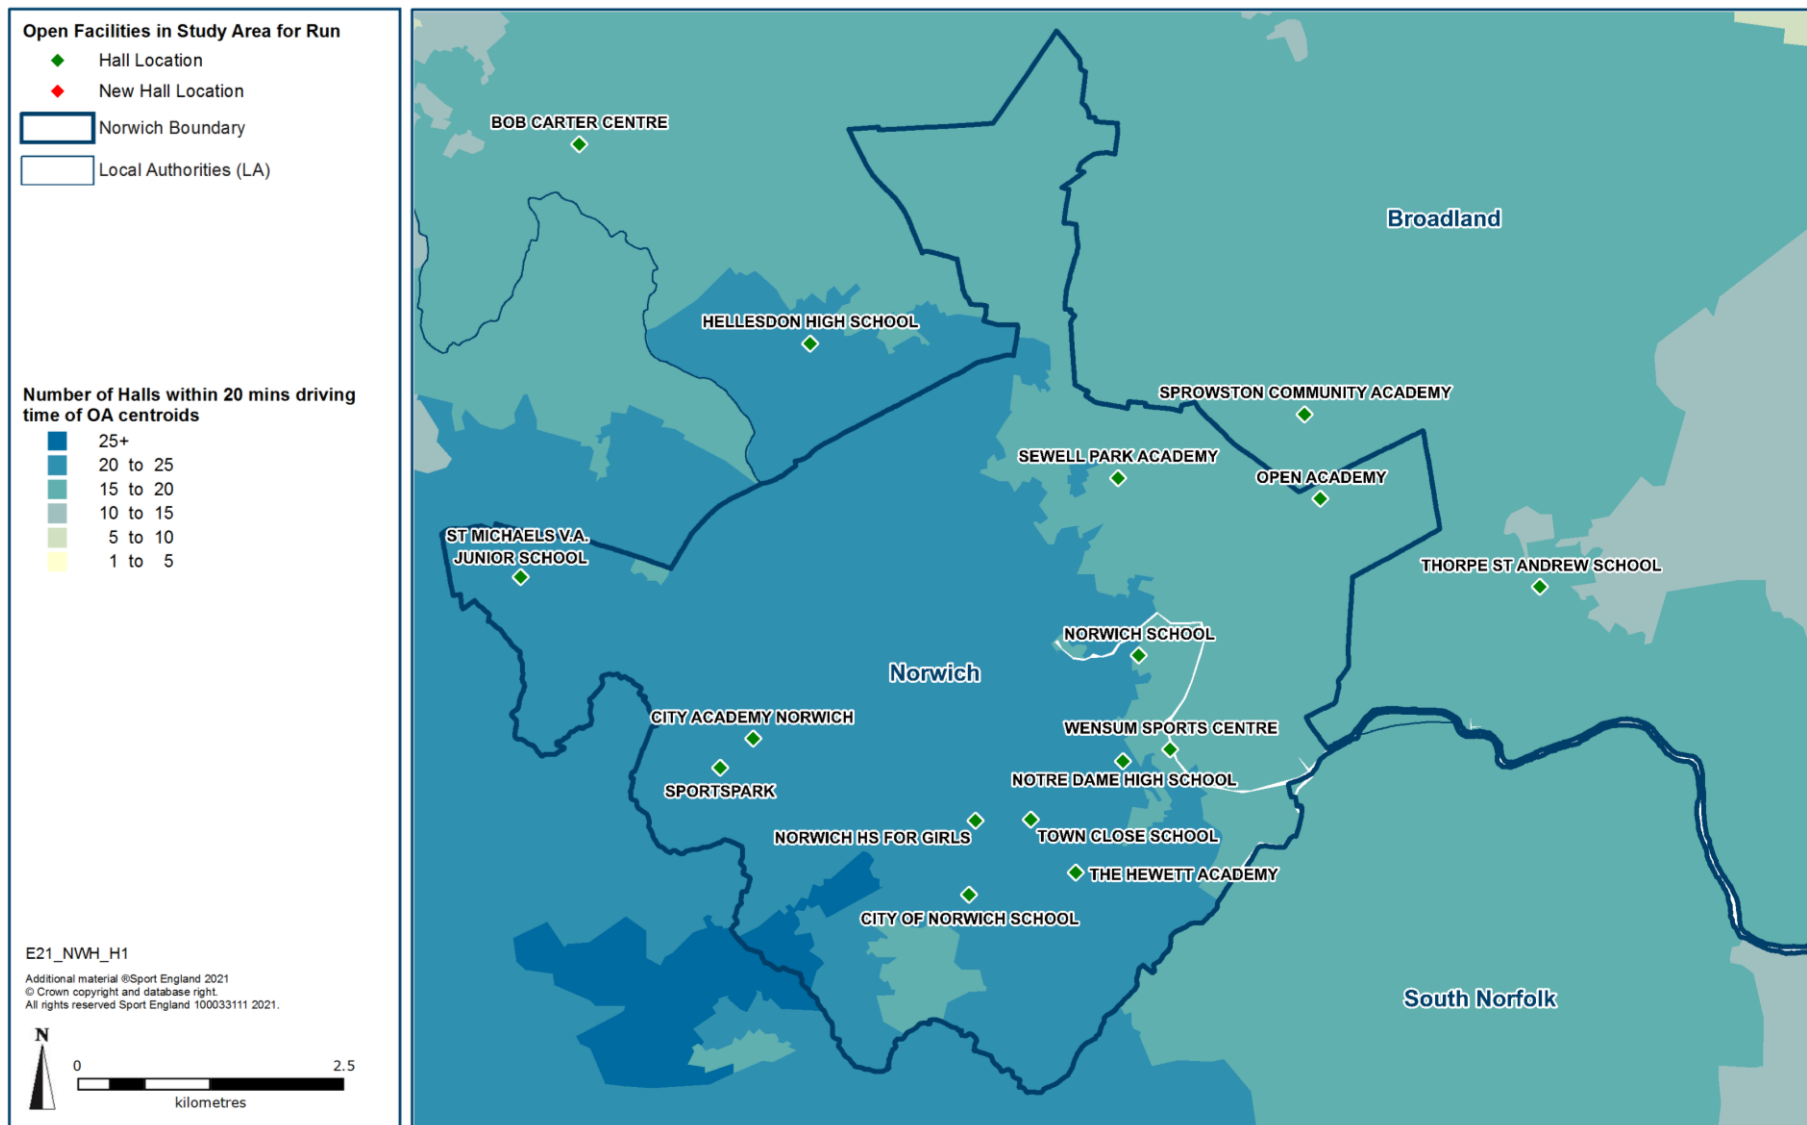 Open Facilities in Study Area for Run
Hall Location
New Hall Location
Norwich Boundary
Local Authorities (LA)
Number of Halls within 20 mins driving
time of OA centroids
25+
20 to 25
15 to 20
10 to 15
5 to 10
1 to 5
E21_NWH_H1
Additional material ®Sport England 2021
© Crown copyright and database right.
All rights reserved Sport England 100033111 2021.
N
0 2.5
kilometres
BOB CARTER CENTRE
Broadland
HELLESDON HIGH SCHOOL
SPROWSTON COMMUNITY ACADEMY
SEWELL PARK ACADEMY
OPEN ACADEMY
ST MICHAELS V.A.
JUNIOR SCHOOL
THORPE ST ANDREW SCHOOL
NORWICH SCHOOL
Norwich
CITY ACADEMY NORWICH
WENSUM SPORTS CENTRE
NOTRE DAME HIGH SCHOOL
SPORTSPARK
NORWICH HS FOR GIRLS
TOWN CLOSE SCHOOL
THE HEWETT ACADEMY
CITY OF NORWICH SCHOOL
South Norfolk